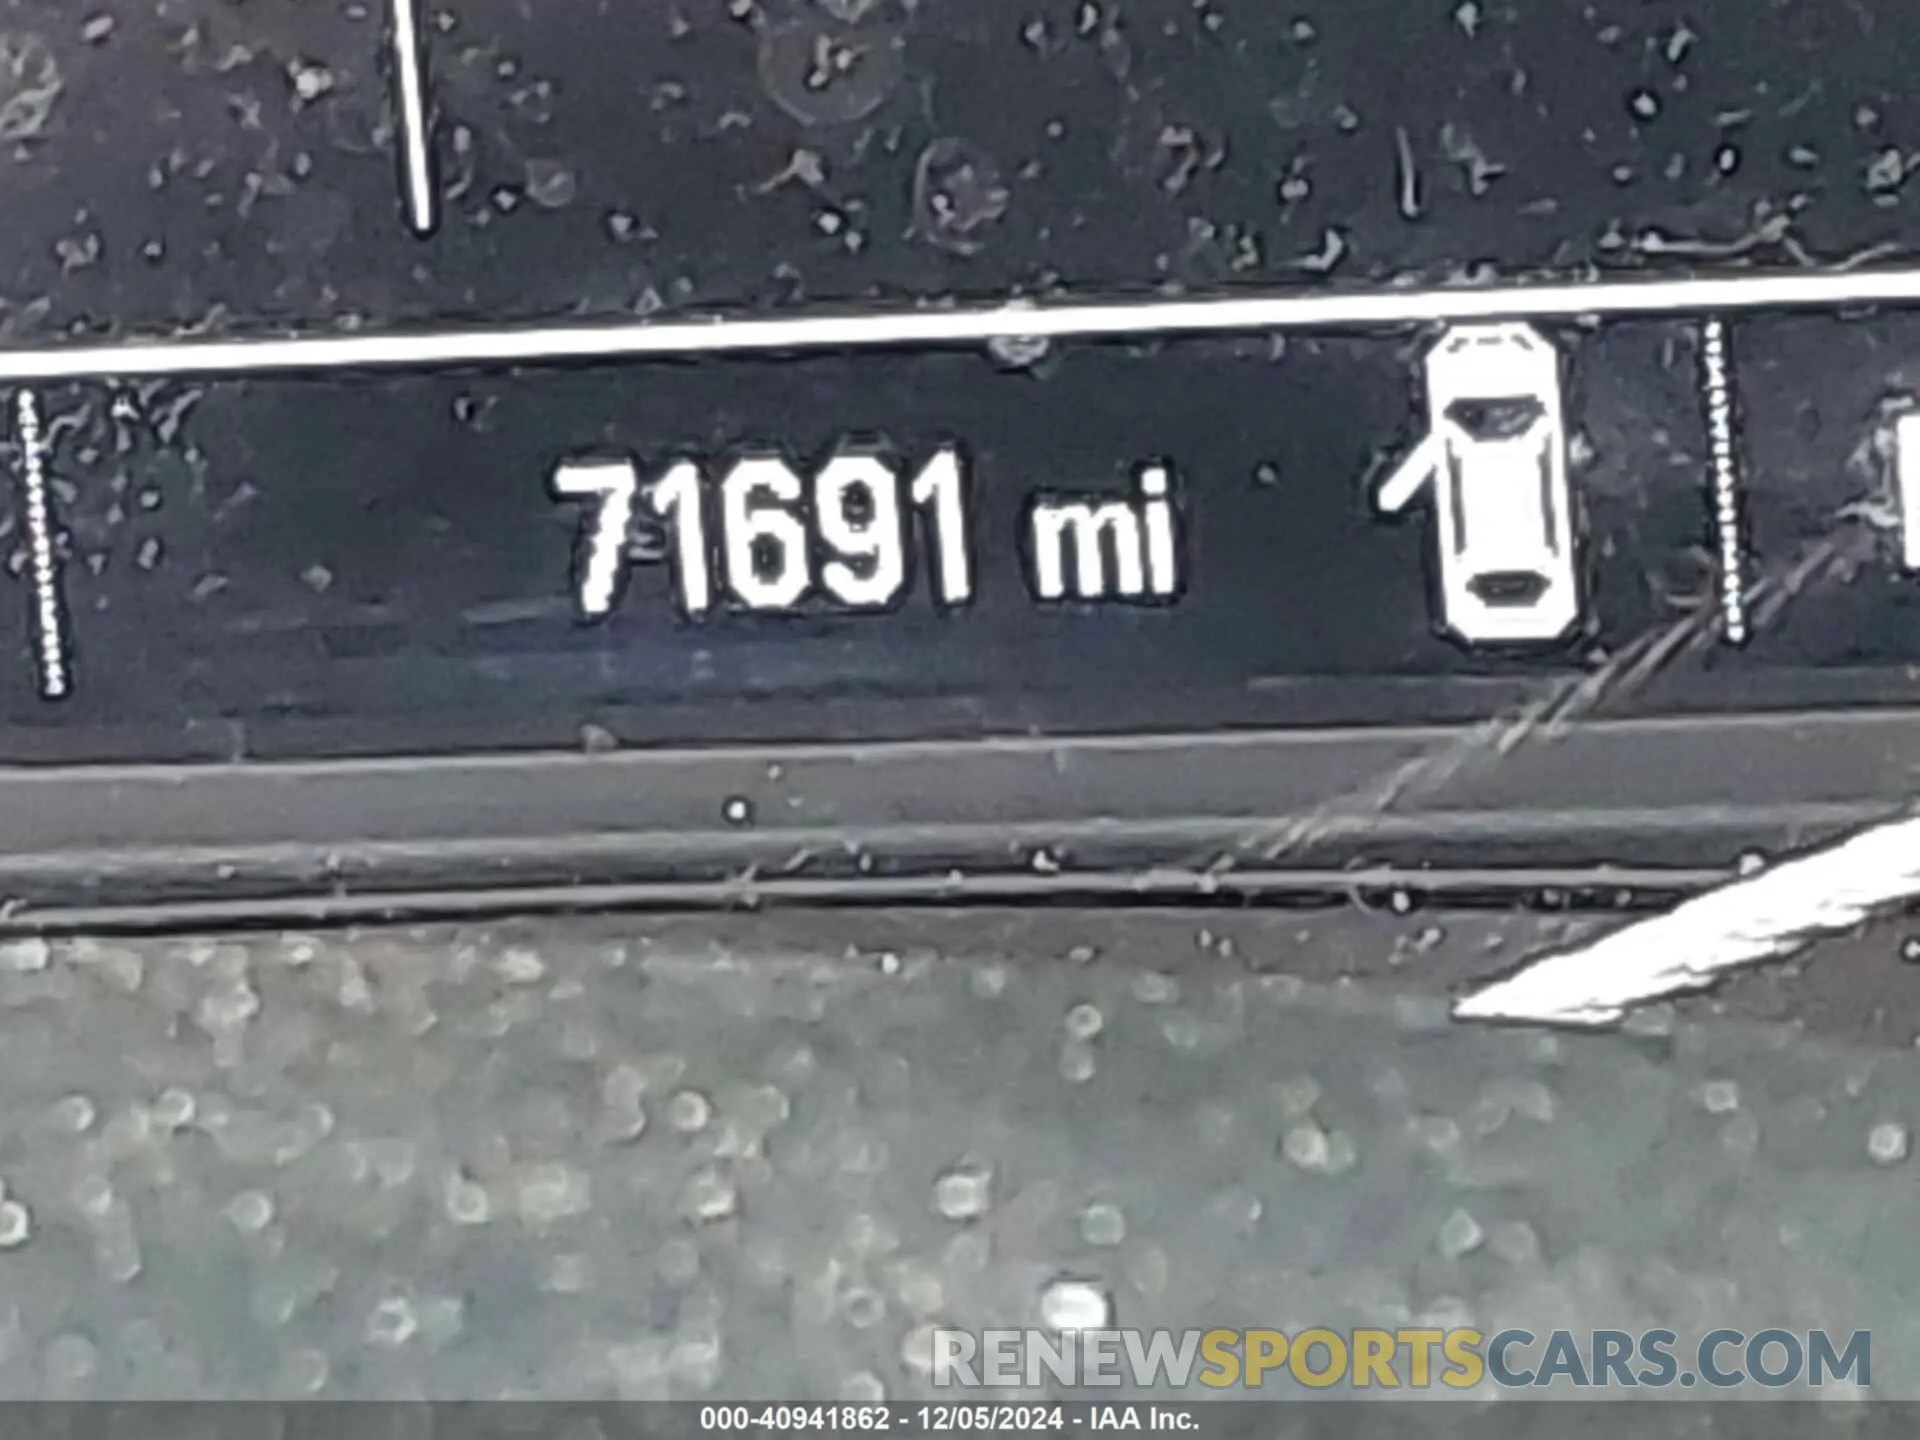 71691 mi
RENEWSPORTSCARS.COM
000-40941862 - 12/05/2024 - IAA Inc.